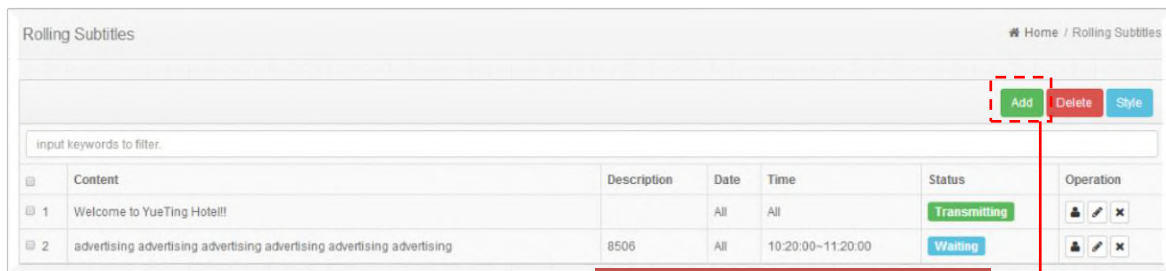 Rolling Subtitles Home / Rolling Subtitles
Add Delete Style
input keywords to filter.
Content Description Date Time Status Operation
1 Welcome to YueTing Hotel!! All All Transmitting
2 advertising advertising advertising advertising advertising advertising 8506 All 10:20:00~11:20:00 Waiting